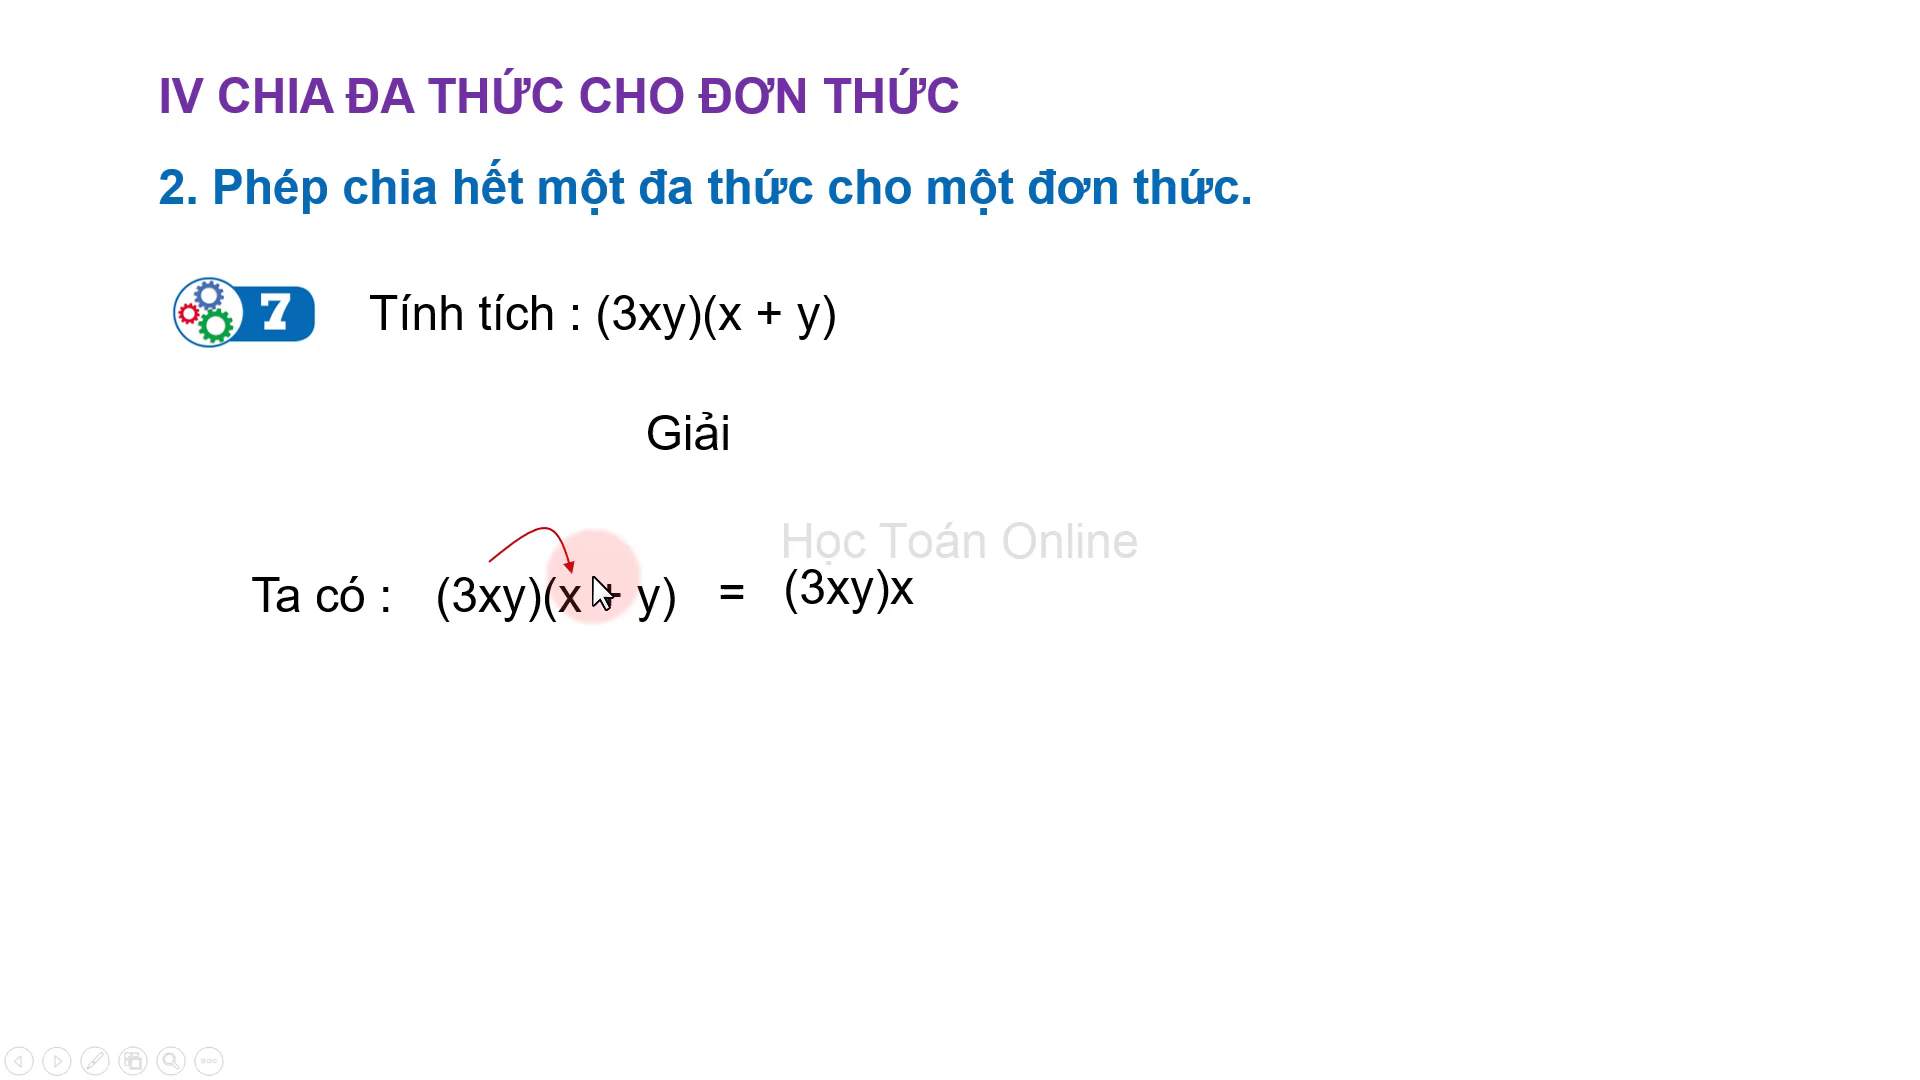 IV CHIA ĐA THỨC CHO ĐƠN THỨC
2. Phép chia hết một đa thức cho một đơn thức.
7 Tính tích : (3xy)(x + y)
Giải
Học Toán Online
Ta có : (3xy)(x + y) = (3xy)x